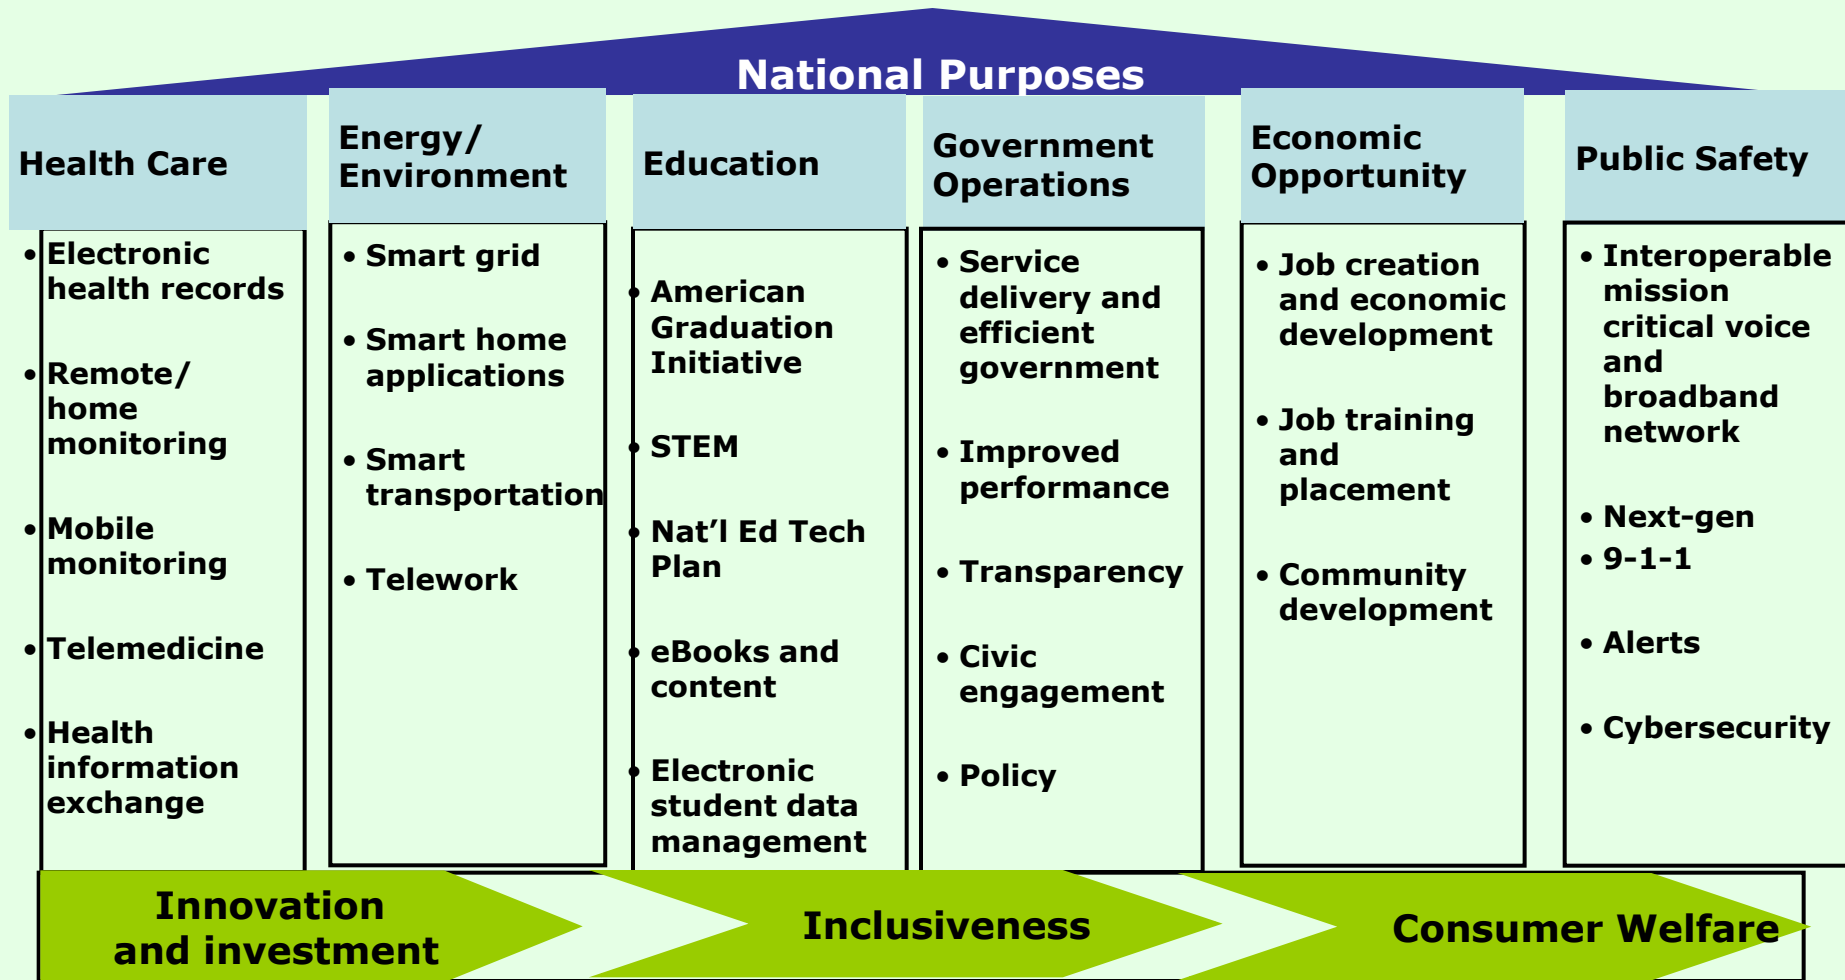 National Purposes
Health Care
• Electronic
health records
• Remote/
home
monitoring
• Mobile
monitoring
• Telemedicine
• Health
information
exchange
Energy/
Environment
• Smart grid
• Smart home
applications
• Smart
transportation
• Telework
Education
• American
Graduation
Initiative
• STEM
• Nat’l Ed Tech
Plan
• eBooks and
content
• Electronic
student data
management
Government
Operations
• Service
delivery and
efficient
government
• Improved
performance
• Transparency
• Civic
engagement
• Policy
Economic
Opportunity
• Job creation
and economic
development
• Job training
and
placement
• Community
development
Public Safety
• Interoperable
mission
critical voice
and
broadband
network
• Next-gen
• 9-1-1
• Alerts
• Cybersecurity
Innovation
and investment
Inclusiveness
Consumer Welfare